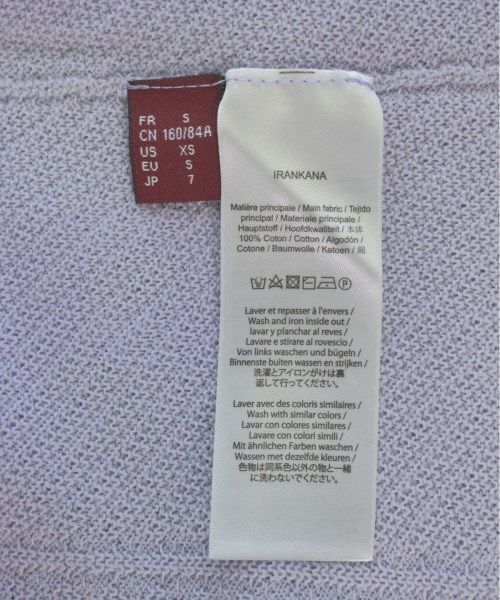 FR S
CN 160/84A
US XS
EU S
JP 7
IRANKANA
Matière principale / Main fabric / Tejido
principal / Materiale principale /
Hauptstoff / Hoofdkwaliteit / 本体
100% Coton / Cotton / Algodón /
Cotone / Baumwolle / Katoen / 綿
Laver et repasser à l'envers /
Wash and iron inside out /
lavar y planchar al reves /
Lavare e stirare al rovescio /
Von links waschen und bügeln /
Binnenste buiten wassen en strijken /
洗濯とアイロンがけは裏
返して行ってください。
Laver avec des coloris similaires /
Wash with similar colors /
Lavar con colores similares /
Lavare con colori simili /
Mit ähnlichen Farben waschen /
Wassen met dezelfde kleuren /
色物は同系色以外の物と一緒
に洗わないでください。